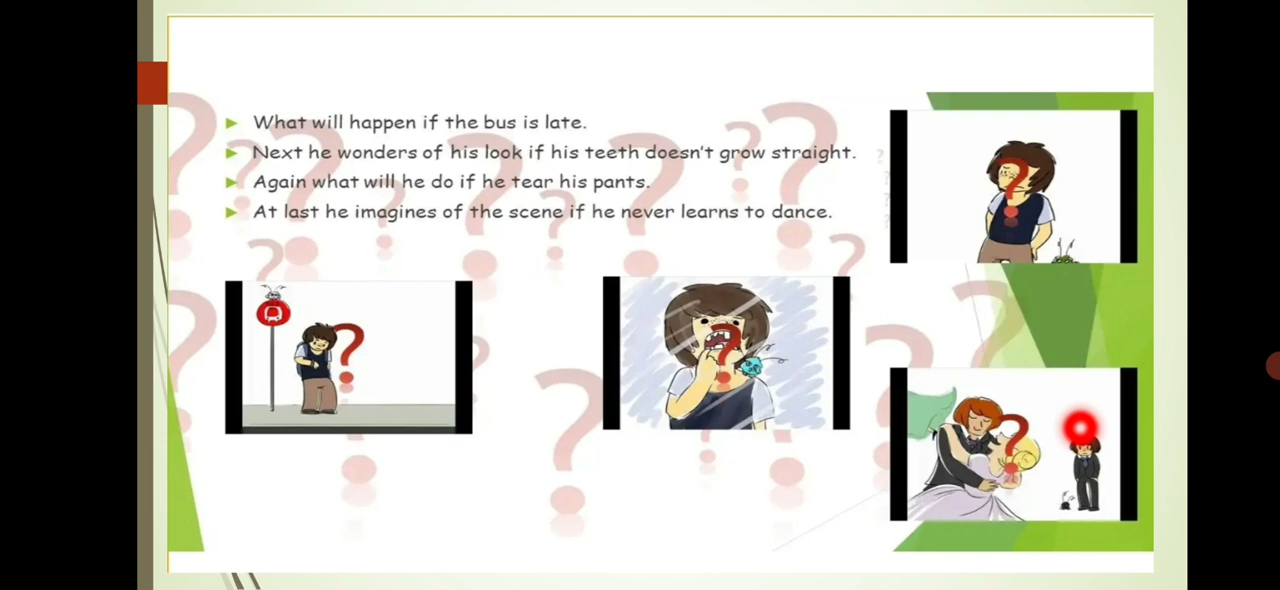 What will happen if the bus is late.
Next he wonders of his look if his teeth doesn't grow straight.
Again what will he do if he tear his pants.
At last he imagines of the scene if he never learns to dance.